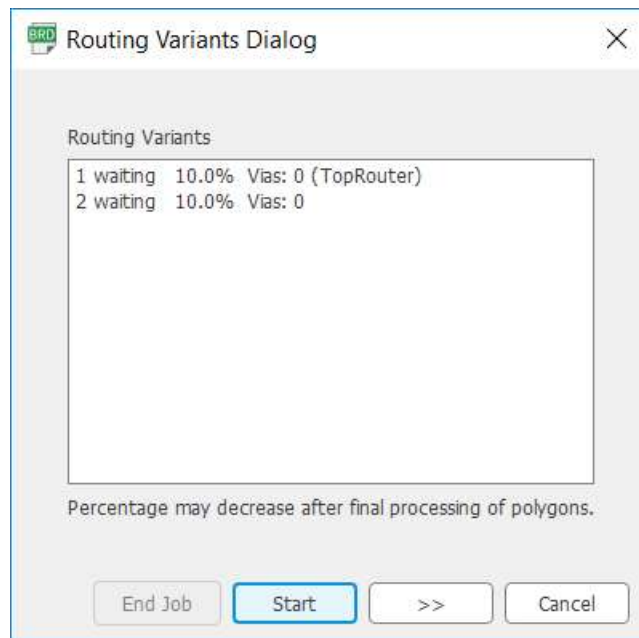 BRD Routing Variants Dialog
Routing Variants
1 waiting 10.0% Vias: 0 (TopRouter)
2 waiting 10.0% Vias: 0
Percentage may decrease after final processing of polygons.
End Job Start >> Cancel